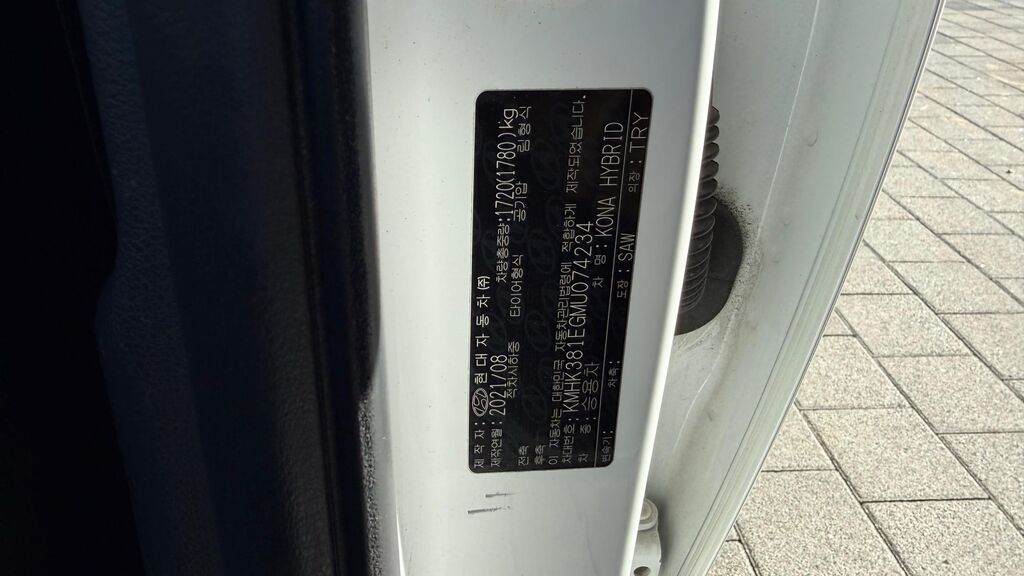 제 작 자 : 현 대 자 동 차 (주)
제작연월 : 2021/08 차량총중량 : 1720(1780) kg
적차시하중 타이어형식 공기압 림형식
전축
후축
이 자동차는 대한민국 자동차관리법령에 적합하게 제작되었습니다.
차대번호 : KMHK381EGMU074234
차 종 : 승용차 차 명 : KONA HYBRID
변속기 : 차축 : 도장 : SAW 외장 : TRY